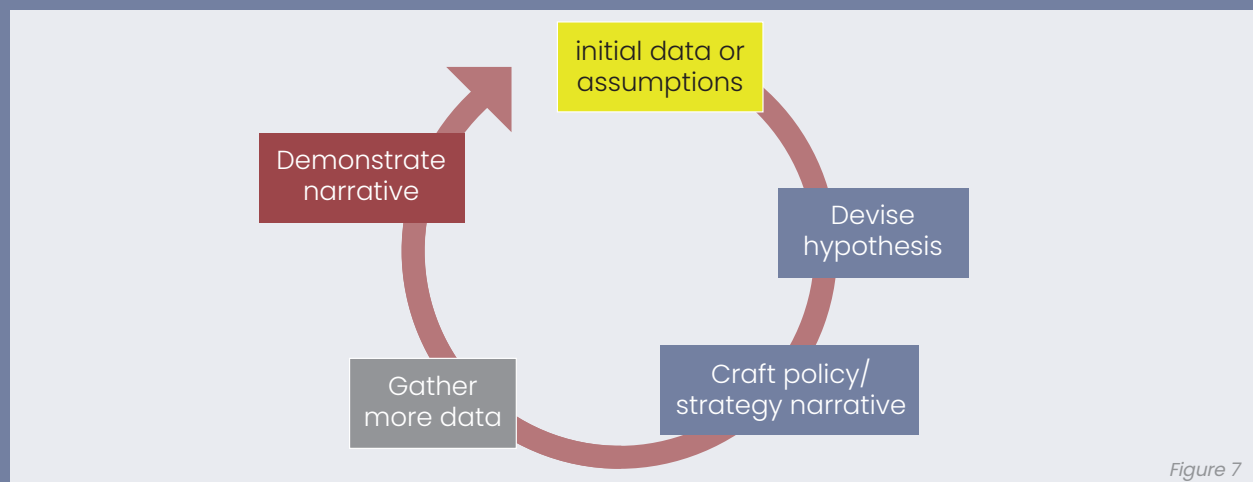 initial data or
assumptions
Devise
hypothesis
Craft policy/
strategy narrative
Gather
more data
Demonstrate
narrative
Figure 7